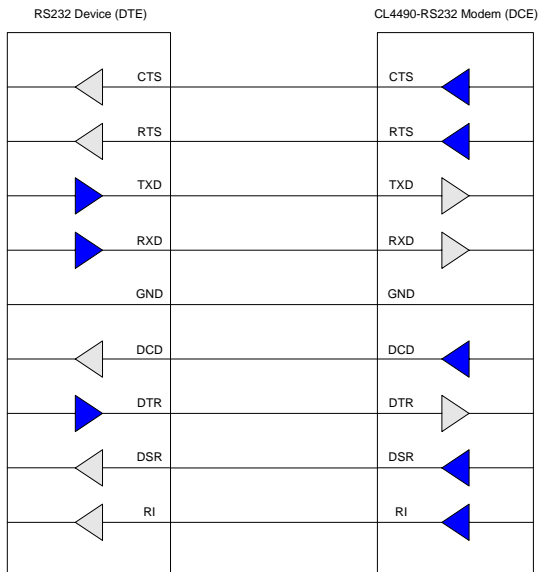 RS232 Device (DTE) CL4490-RS232 Modem (DCE)
CTS CTS
RTS RTS
TXD TXD
RXD RXD
GND GND
DCD DCD
DTR DTR
DSR DSR
RI RI